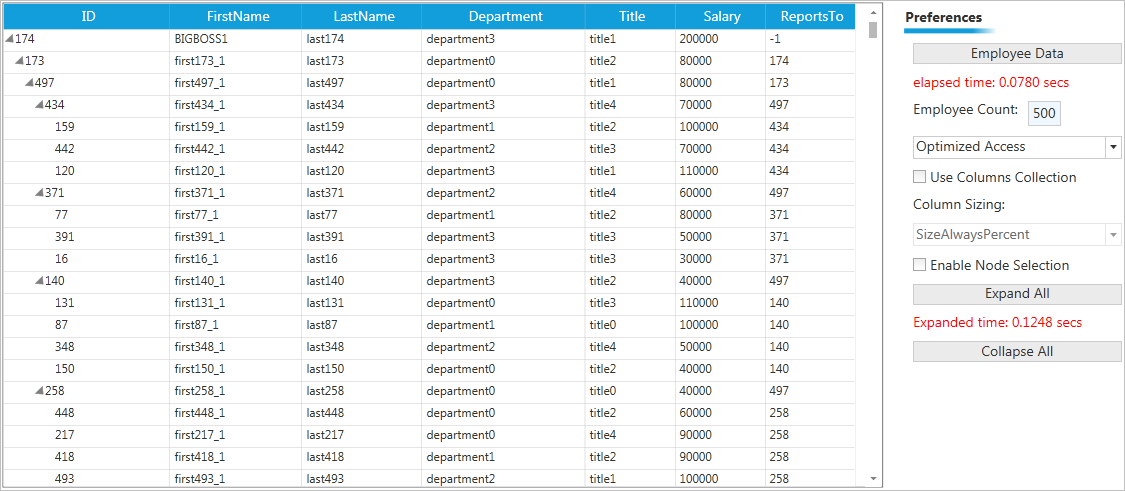 ID FirstName LastName Department Title Salary ReportsTo
174 BIGBOSS1 last174 department3 title1 200000 -1
173 first173_1 last173 department0 title2 80000 174
497 first497_1 last497 department0 title1 80000 173
434 first434_1 last434 department3 title4 70000 497
159 first159_1 last159 department1 title2 100000 434
442 first442_1 last442 department2 title3 70000 434
120 first120_1 last120 department3 title1 110000 434
371 first371_1 last371 department2 title4 60000 497
77 first77_1 last77 department1 title2 80000 371
391 first391_1 last391 department3 title3 50000 371
16 first16_1 last16 department3 title3 30000 371
140 first140_1 last140 department3 title2 40000 497
131 first131_1 last131 department0 title3 110000 140
87 first87_1 last87 department1 title0 100000 140
348 first348_1 last348 department2 title4 50000 140
150 first150_1 last150 department0 title2 40000 140
258 first258_1 last258 department0 title0 40000 497
448 first448_1 last448 department0 title2 60000 258
217 first217_1 last217 department0 title4 90000 258
418 first418_1 last418 department1 title2 90000 258
493 first493_1 last493 department2 title1 100000 258
Preferences
Employee Data
elapsed time: 0.0780 secs
Employee Count: 500
Optimized Access
Use Columns Collection
Column Sizing:
SizeAlwaysPercent
Enable Node Selection
Expand All
Expanded time: 0.1248 secs
Collapse All